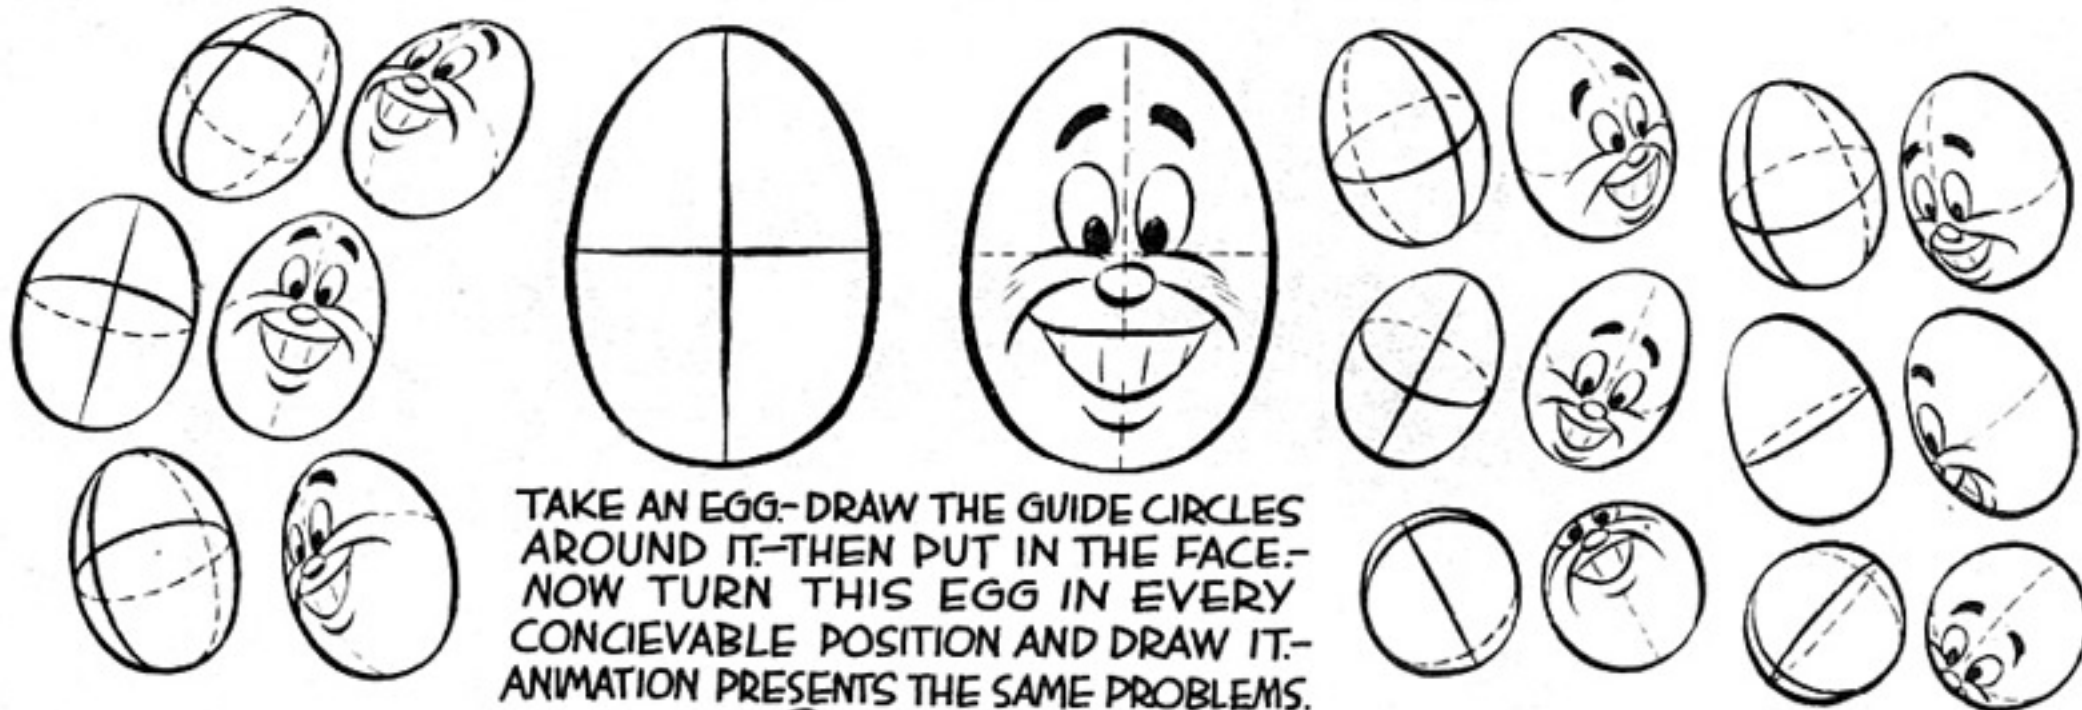 TAKE AN EGG.-DRAW THE GUIDE CIRCLES
AROUND IT.-THEN PUT IN THE FACE.-
NOW TURN THIS EGG IN EVERY
CONCIEVABLE POSITION AND DRAW IT.-
ANIMATION PRESENTS THE SAME PROBLEMS.